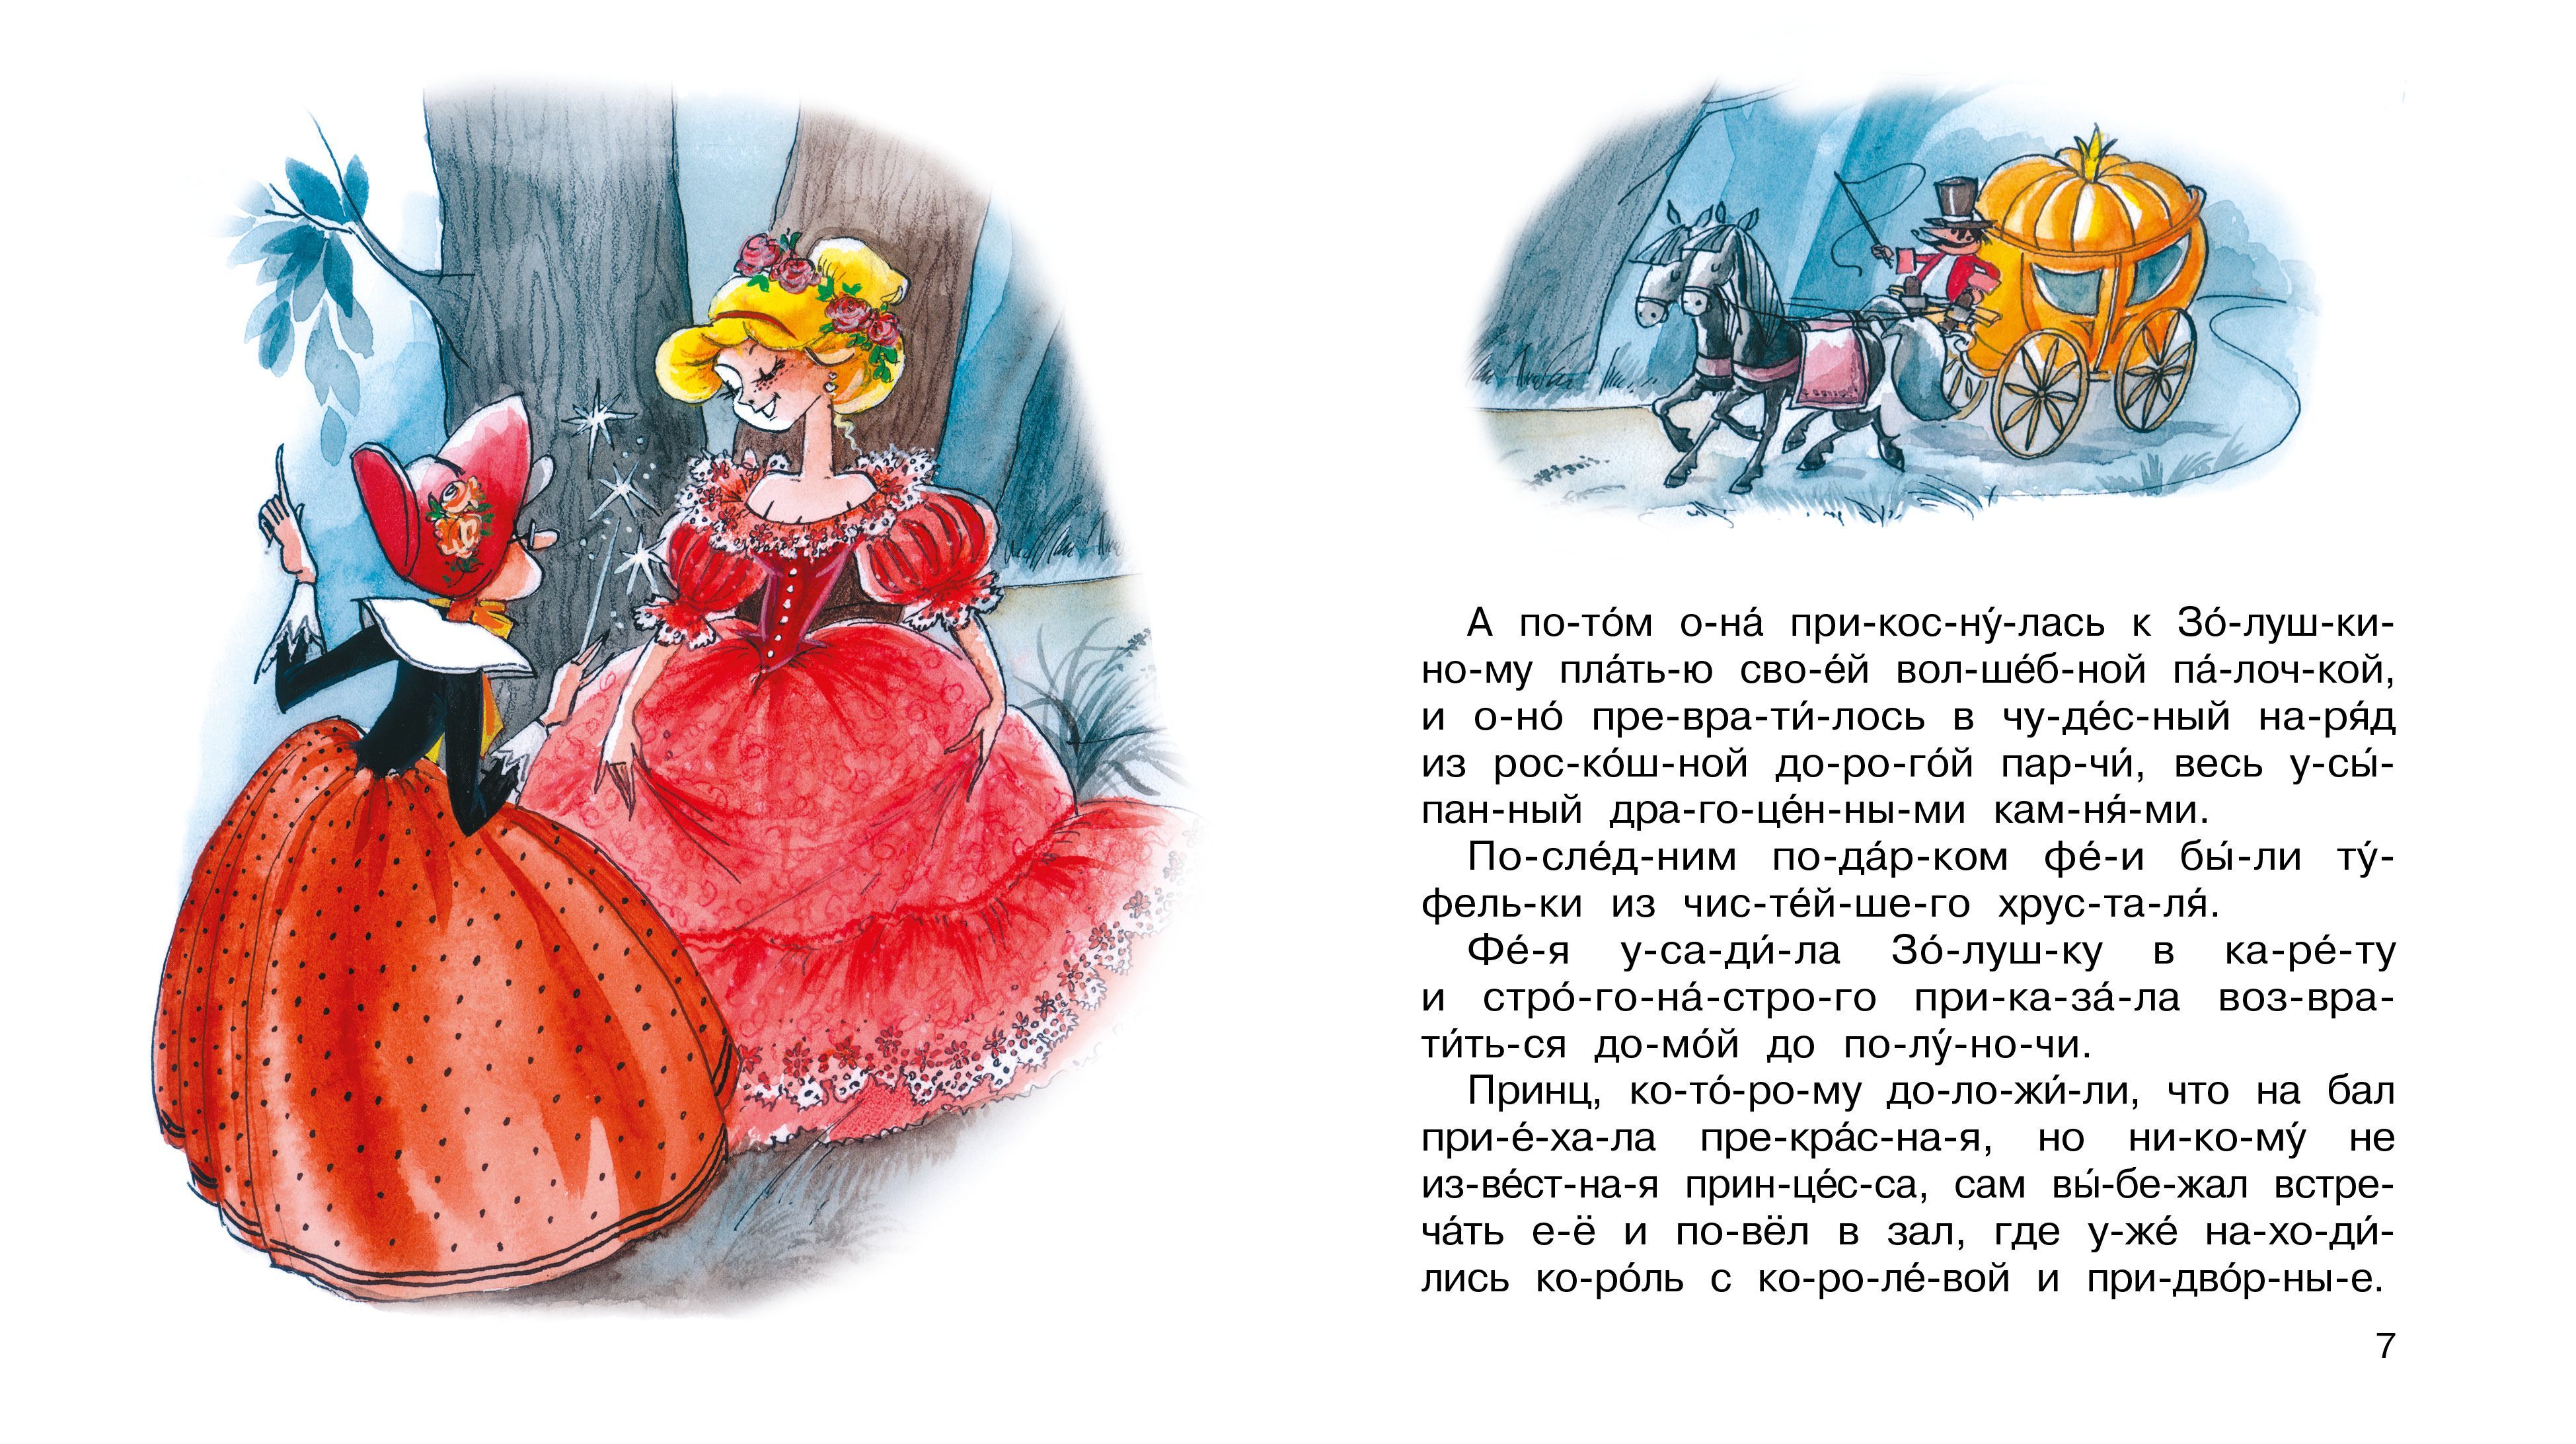 А по-то́м о-на́ при-кос-ну́-лась к Зо́-луш-ки-
но-му пла́ть-ю сво-е́й вол-ше́б-ной па́-лоч-кой,
и о-но́ пре-вра-ти́-лось в чу-де́с-ный на-ря́д
из рос-ко́ш-ной до-ро-го́й пар-чи́, весь у-сы́-
пан-ный дра-го-це́н-ны-ми кам-ня́-ми.
По-сле́д-ним по-да́р-ком фе́-и бы́-ли ту́-
фель-ки из чис-те́й-ше-го хрус-та-ля́.
Фе́-я у-са-ди́-ла Зо́-луш-ку в ка-ре́-ту
и стро́-го-на́-стро-го при-ка-за́-ла воз-вра-
ти́ть-ся до-мо́й до по-лу́-но-чи.
Принц, ко-то́-ро-му до-ло-жи́-ли, что на бал
при-е́-ха-ла пре-кра́с-на-я, но ни-ко-му́ не
из-ве́ст-на-я прин-це́с-са, сам вы́-бе-жал встре-
ча́ть е-ё и по-вёл в зал, где у-же́ на-хо-ди́-
лись ко-ро́ль с ко-ро-ле́-вой и при-дво́р-ны-е.
7